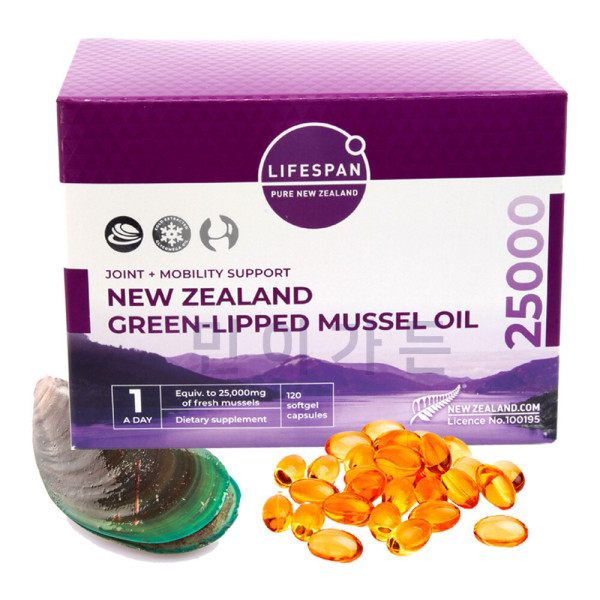 LIFESPAN
PURE NEW ZEALAND
JOINT + MOBILITY SUPPORT
NEW ZEALAND
GREEN-LIPPED MUSSEL OIL
25000
빈이가든
1
A DAY
Equiv. to 25,000mg
of fresh mussels
Dietary supplement
120
softgel
capsules
NEWZEALAND.COM
Licence No.100195